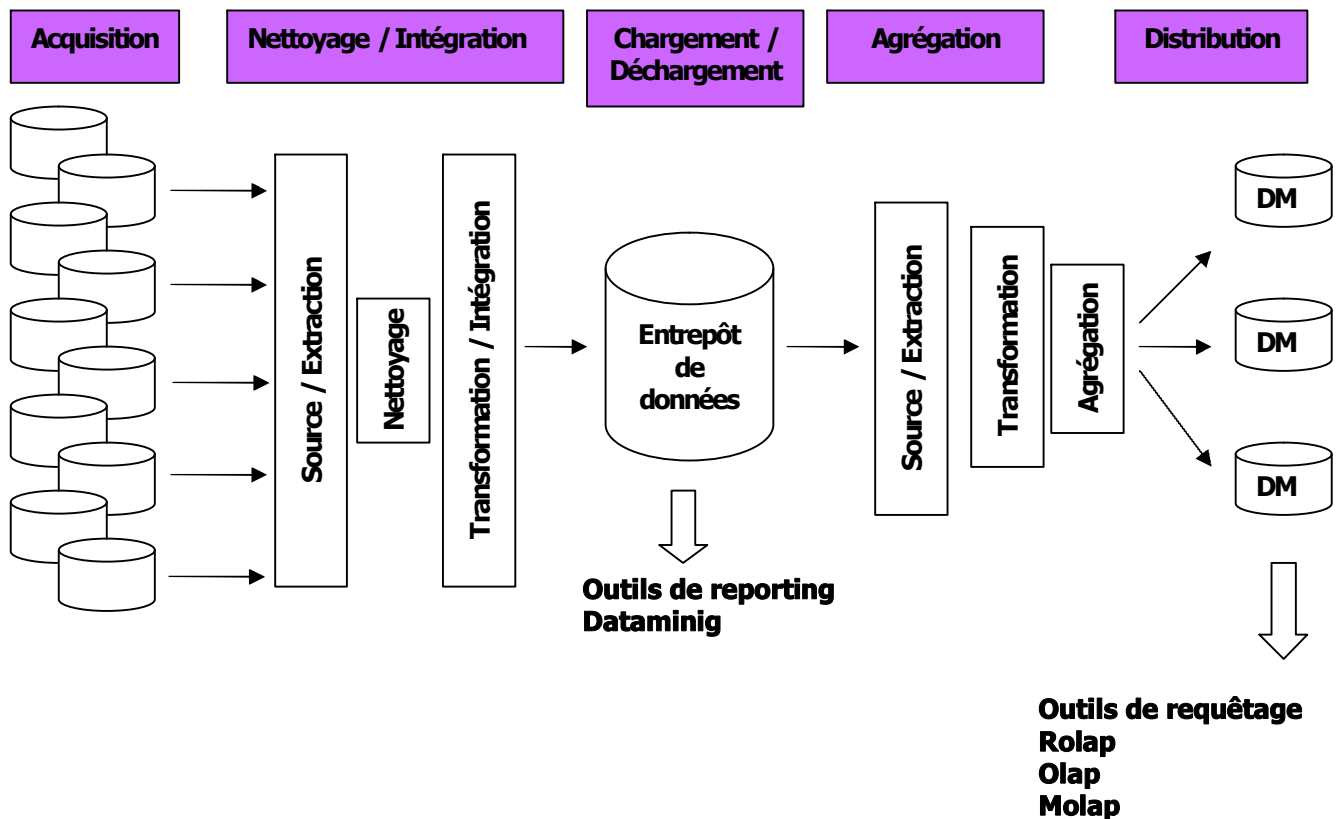 Acquisition
Nettoyage / Intégration
Chargement /
Déchargement
Agrégation
Distribution
Source / Extraction
Nettoyage
Transformation / Intégration
Entrepôt
de
données
Source / Extraction
Transformation
Agrégation
DM
DM
DM
Outils de reporting
Dataminig
Outils de requêtage
Rolap
Olap
Molap